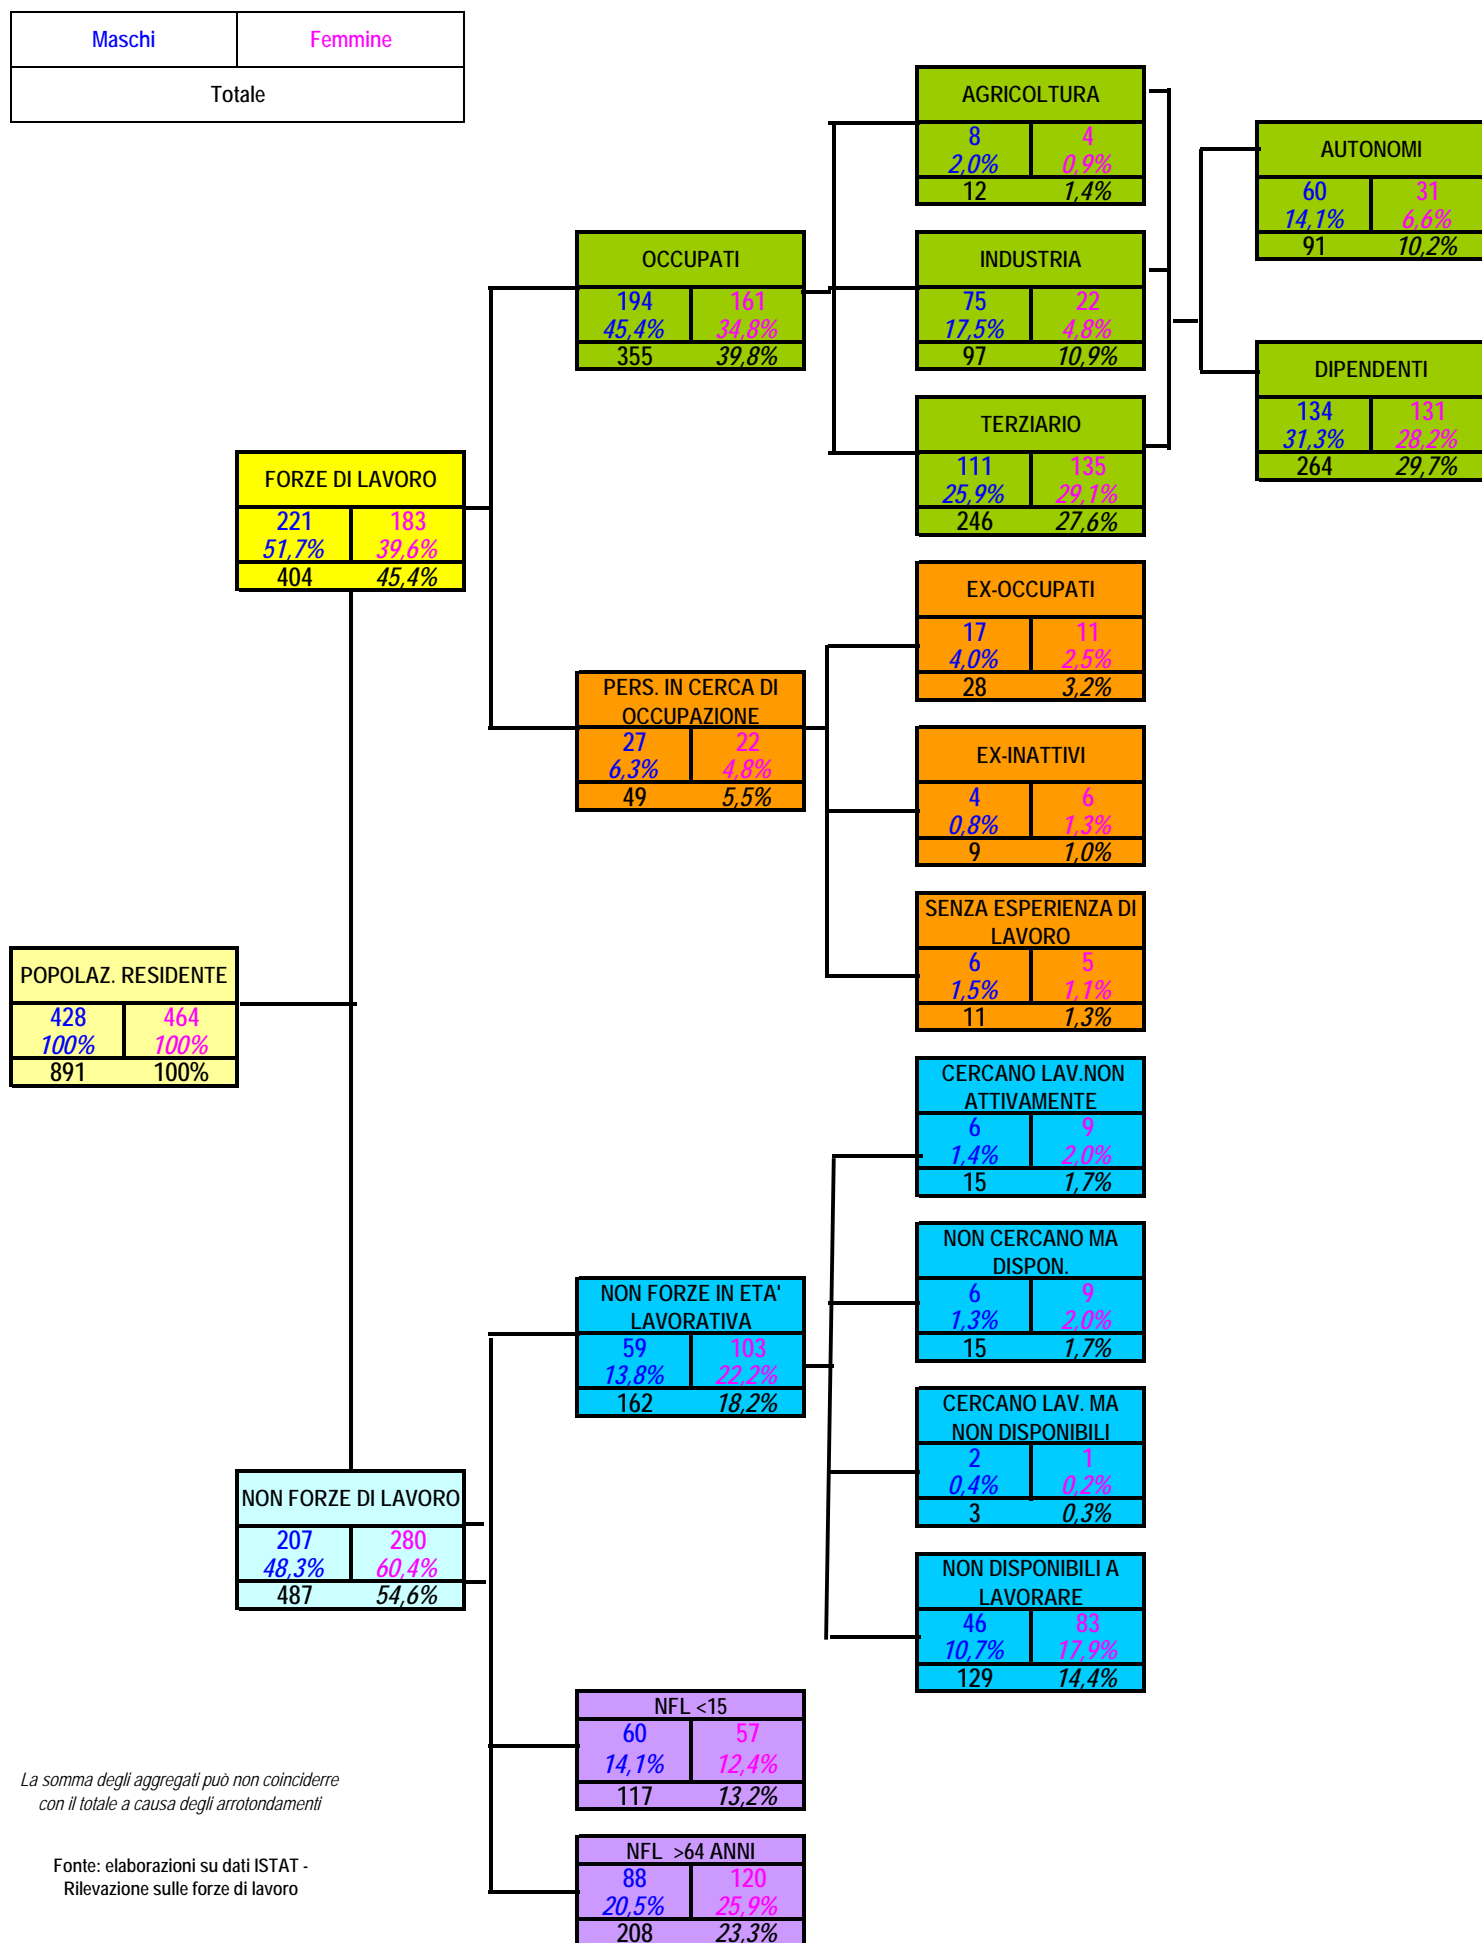 Maschi Femmine
Totale
AGRICOLTURA
8 4
2,0% 0,9%
12 1,4%
AUTONOMI
60 31
14,1% 6,6%
91 10,2%
OCCUPATI
194 161
45,4% 34,8%
355 39,8%
INDUSTRIA
75 22
17,5% 4,8%
97 10,9%
DIPENDENTI
134 131
31,3% 28,2%
264 29,7%
TERZIARIO
111 135
25,9% 29,1%
246 27,6%
FORZE DI LAVORO
221 183
51,7% 39,6%
404 45,4%
EX-OCCUPATI
17 11
4,0% 2,5%
28 3,2%
PERS. IN CERCA DI
OCCUPAZIONE
27 22
6,3% 4,8%
49 5,5%
EX-INATTIVI
4 6
0,8% 1,3%
9 1,0%
SENZA ESPERIENZA DI
LAVORO
6 5
1,5% 1,1%
11 1,3%
POPOLAZ. RESIDENTE
428 464
100% 100%
891 100%
CERCANO LAV.NON
ATTIVAMENTE
6 9
1,4% 2,0%
15 1,7%
NON CERCANO MA
DISPON.
6 9
1,3% 2,0%
15 1,7%
NON FORZE IN ETA'
LAVORATIVA
59 103
13,8% 22,2%
162 18,2%
CERCANO LAV. MA
NON DISPONIBILI
2 1
0,4% 0,2%
3 0,3%
NON FORZE DI LAVORO
207 280
48,3% 60,4%
487 54,6%
NON DISPONIBILI A
LAVORARE
46 83
10,7% 17,9%
129 14,4%
NFL <15
60 57
14,1% 12,4%
117 13,2%
La somma degli aggregati può non coinciderre
con il totale a causa degli arrotondamenti
NFL >64 ANNI
88 120
20,5% 25,9%
208 23,3%
Fonte: elaborazioni su dati ISTAT -
Rilevazione sulle forze di lavoro